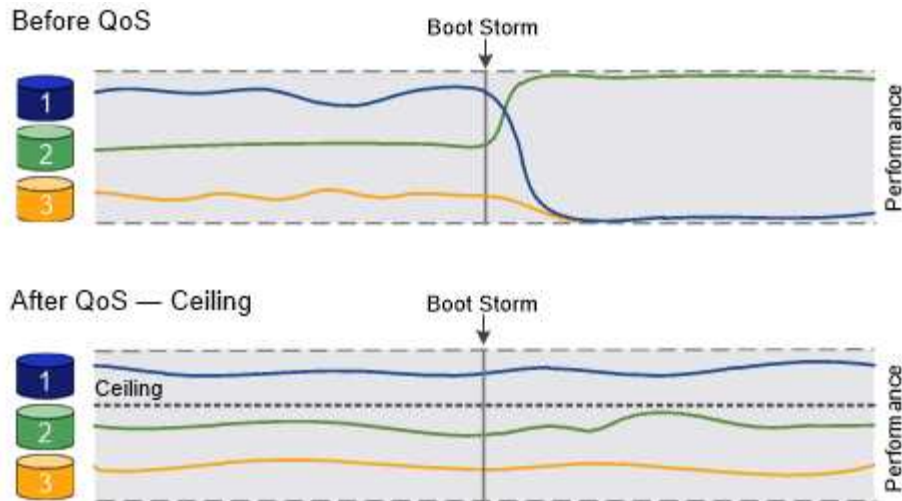 Before QoS
Boot Storm
1
2
3
Performance
After QoS — Ceiling
Boot Storm
1
Ceiling
2
3
Performance